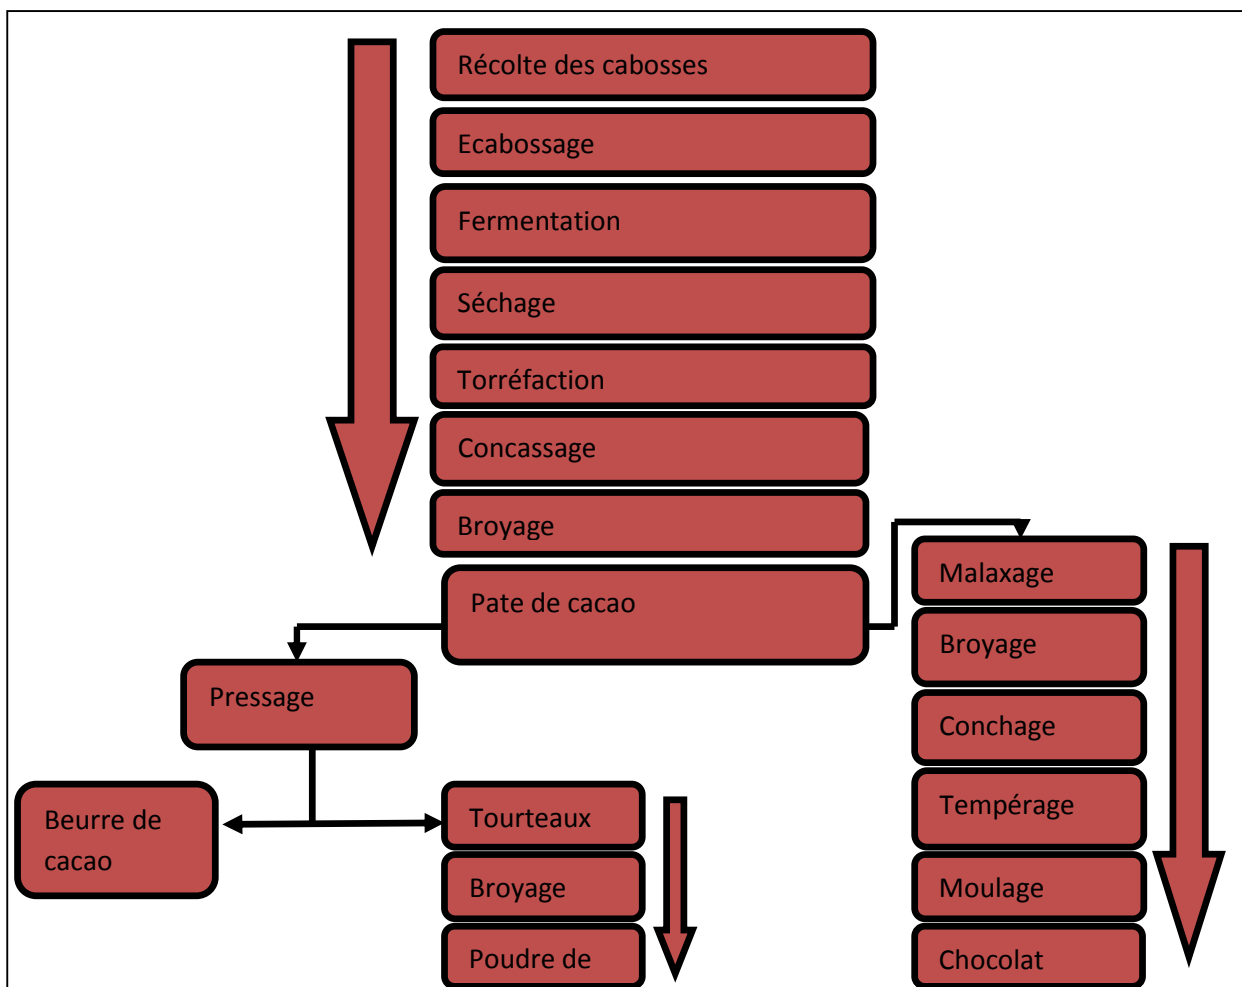 Récolte des cabosses
Ecabossage
Fermentation
Séchage
Torréfaction
Concassage
Broyage
Pate de cacao
Pressage
Beurre de
cacao
Tourteaux
Broyage
Poudre de
Malaxage
Broyage
Conchage
Tempérage
Moulage
Chocolat